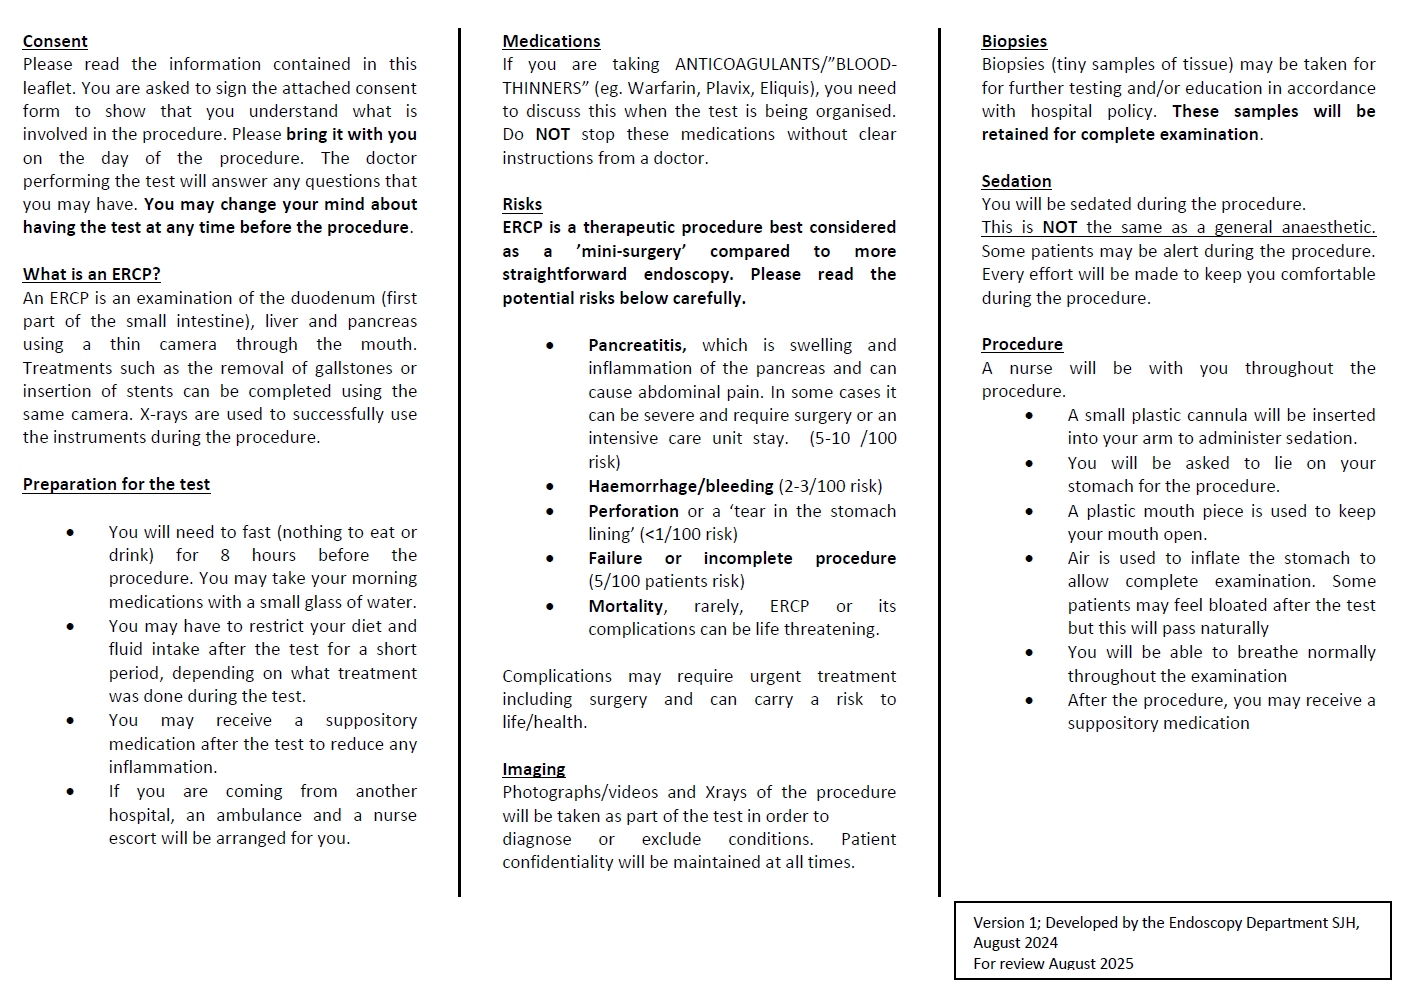 Consent
Please read the information contained in this
leaflet. You are asked to sign the attached consent
form to show that you understand what is
involved in the procedure. Please bring it with you
on the day of the procedure. The doctor
performing the test will answer any questions that
you may have. You may change your mind about
having the test at any time before the procedure.
What is an ERCP?
An ERCP is an examination of the duodenum (first
part of the small intestine), liver and pancreas
using a thin camera through the mouth.
Treatments such as the removal of gallstones or
insertion of stents can be completed using the
same camera. X-rays are used to successfully use
the instruments during the procedure.
Preparation for the test
• You will need to fast (nothing to eat or
drink) for 8 hours before the
procedure. You may take your morning
medications with a small glass of water.
• You may have to restrict your diet and
fluid intake after the test for a short
period, depending on what treatment
was done during the test.
• You may receive a suppository
medication after the test to reduce any
inflammation.
• If you are coming from another
hospital, an ambulance and a nurse
escort will be arranged for you.
Medications
If you are taking ANTICOAGULANTS/”BLOOD-
THINNERS” (eg. Warfarin, Plavix, Eliquis), you need
to discuss this when the test is being organised.
Do NOT stop these medications without clear
instructions from a doctor.
Risks
ERCP is a therapeutic procedure best considered
as a ’mini-surgery’ compared to more
straightforward endoscopy. Please read the
potential risks below carefully.
• Pancreatitis, which is swelling and
inflammation of the pancreas and can
cause abdominal pain. In some cases it
can be severe and require surgery or an
intensive care unit stay. (5-10 /100
risk)
• Haemorrhage/bleeding (2-3/100 risk)
• Perforation or a ‘tear in the stomach
lining’ (<1/100 risk)
• Failure or incomplete procedure
(5/100 patients risk)
• Mortality, rarely, ERCP or its
complications can be life threatening.
Complications may require urgent treatment
including surgery and can carry a risk to
life/health.
Imaging
Photographs/videos and Xrays of the procedure
will be taken as part of the test in order to
diagnose or exclude conditions. Patient
confidentiality will be maintained at all times.
Biopsies
Biopsies (tiny samples of tissue) may be taken for
for further testing and/or education in accordance
with hospital policy. These samples will be
retained for complete examination.
Sedation
You will be sedated during the procedure.
This is NOT the same as a general anaesthetic.
Some patients may be alert during the procedure.
Every effort will be made to keep you comfortable
during the procedure.
Procedure
A nurse will be with you throughout the
procedure.
• A small plastic cannula will be inserted
into your arm to administer sedation.
• You will be asked to lie on your
stomach for the procedure.
• A plastic mouth piece is used to keep
your mouth open.
• Air is used to inflate the stomach to
allow complete examination. Some
patients may feel bloated after the test
but this will pass naturally
• You will be able to breathe normally
throughout the examination
• After the procedure, you may receive a
suppository medication
Version 1; Developed by the Endoscopy Department SJH,
August 2024
For review August 2025